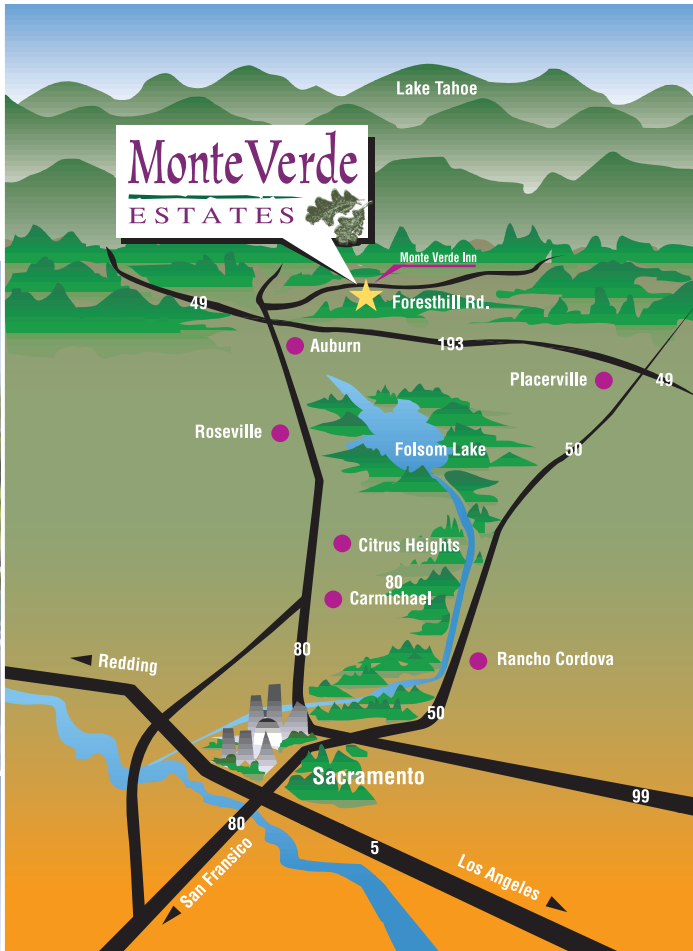 Lake Tahoe
Monte Verde
ESTATES
Monte Verde Inn
49
Foresthill Rd.
Auburn
193
Placerville
49
Roseville
Folsom Lake
50
Citrus Heights
80
Carmichael
80
Redding
Rancho Cordova
50
Sacramento
99
80
5
San Fransico
Los Angeles